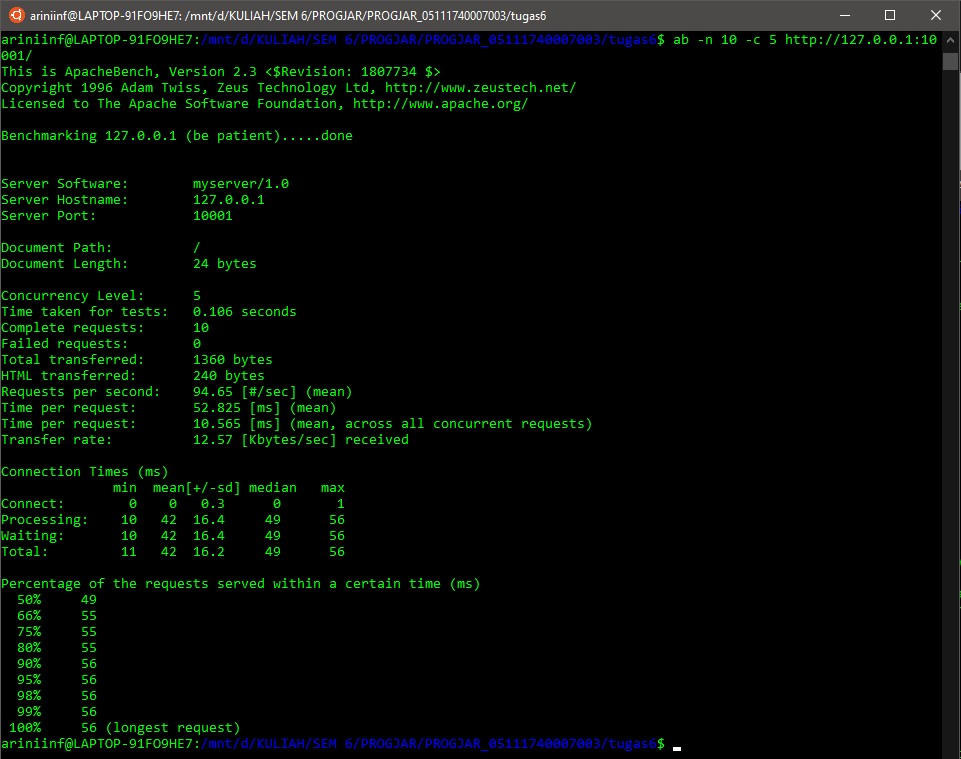 ariniinf@LAPTOP-91FO9HE7: /mnt/d/KULIAH/SEM 6/PROGJAR/PROGJAR_05111740007003/tugas6
ariniinf@LAPTOP-91FO9HE7:/mnt/d/KULIAH/SEM 6/PROGJAR/PROGJAR_05111740007003/tugas6$ ab -n 10 -c 5 http://127.0.0.1:10
001/
This is ApacheBench, Version 2.3 <$Revision: 1807734 $>
Copyright 1996 Adam Twiss, Zeus Technology Ltd, http://www.zeustech.net/
Licensed to The Apache Software Foundation, http://www.apache.org/

Benchmarking 127.0.0.1 (be patient).....done


Server Software:        myserver/1.0
Server Hostname:        127.0.0.1
Server Port:            10001

Document Path:          /
Document Length:        24 bytes

Concurrency Level:      5
Time taken for tests:   0.106 seconds
Complete requests:      10
Failed requests:        0
Total transferred:      1360 bytes
HTML transferred:       240 bytes
Requests per second:    94.65 [#/sec] (mean)
Time per request:       52.825 [ms] (mean)
Time per request:       10.565 [ms] (mean, across all concurrent requests)
Transfer rate:          12.57 [Kbytes/sec] received

Connection Times (ms)
              min  mean[+/-sd] median   max
Connect:        0    0   0.3      0       1
Processing:    10   42  16.4     49      56
Waiting:       10   42  16.4     49      56
Total:         11   42  16.2     49      56

Percentage of the requests served within a certain time (ms)
  50%     49
  66%     55
  75%     55
  80%     55
  90%     56
  95%     56
  98%     56
  99%     56
 100%     56 (longest request)
ariniinf@LAPTOP-91FO9HE7:/mnt/d/KULIAH/SEM 6/PROGJAR/PROGJAR_05111740007003/tugas6$